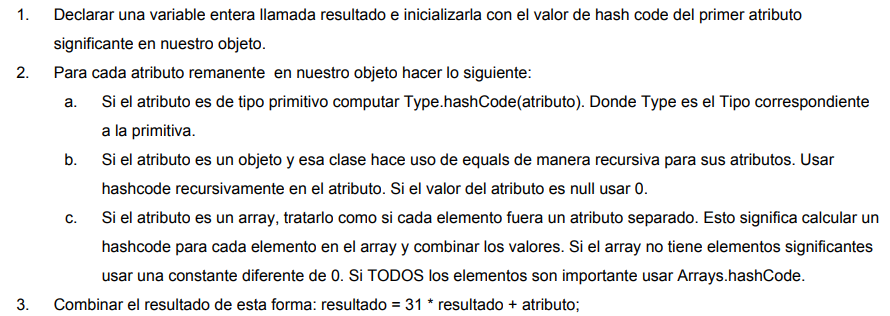 1. Declarar una variable entera llamada resultado e inicializarla con el valor de hash code del primer atributo
significante en nuestro objeto.
2. Para cada atributo remanente en nuestro objeto hacer lo siguiente:
a. Si el atributo es de tipo primitivo computar Type.hashCode(atributo). Donde Type es el Tipo correspondiente
a la primitiva.
b. Si el atributo es un objeto y esa clase hace uso de equals de manera recursiva para sus atributos. Usar
hashcode recursivamente en el atributo. Si el valor del atributo es null usar 0.
c. Si el atributo es un array, tratarlo como si cada elemento fuera un atributo separado. Esto significa calcular un
hashcode para cada elemento en el array y combinar los valores. Si el array no tiene elementos significantes
usar una constante diferente de 0. Si TODOS los elementos son importante usar Arrays.hashCode.
3. Combinar el resultado de esta forma: resultado = 31 * resultado + atributo;